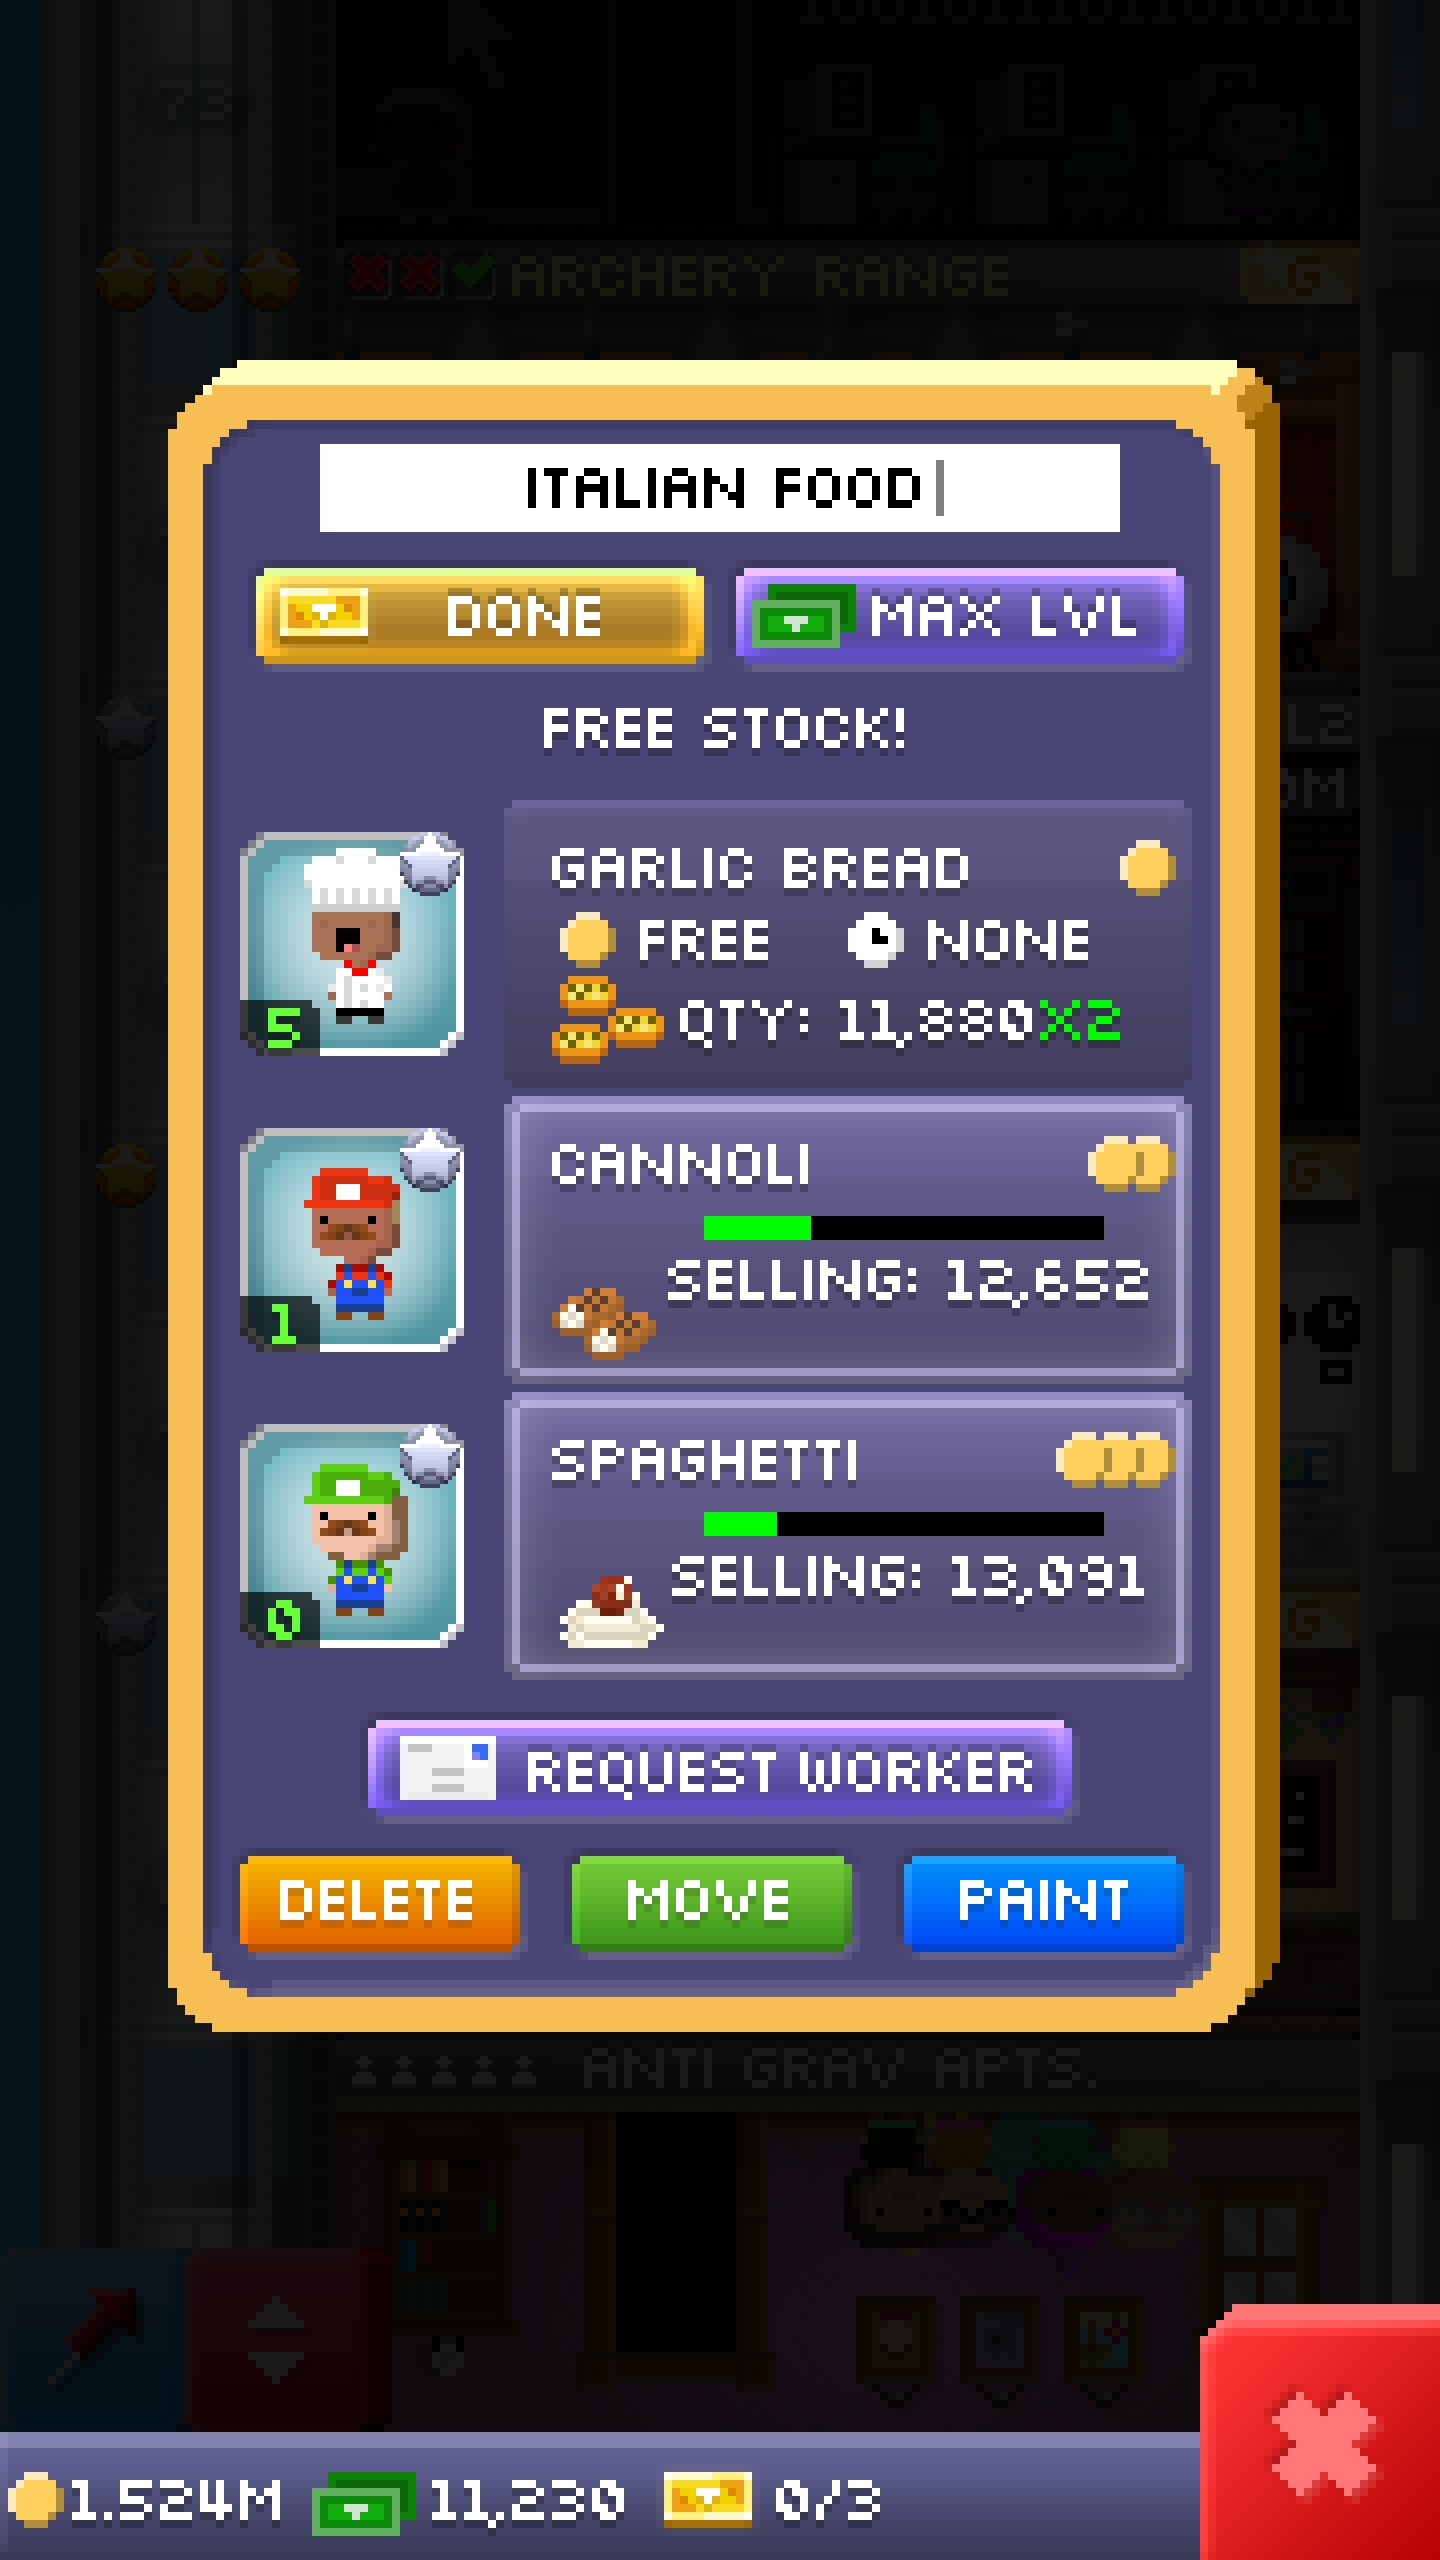 73
ARCHERY RANGE G
ITALIAN FOOD
DONE MAX LVL
FREE STOCK!
GARLIC BREAD
FREE NONE
QTY: 11,880X2
5
CANNOLI
SELLING: 12,652
1
SPAGHETTI
SELLING: 13,091
0
REQUEST WORKER
DELETE MOVE PAINT
ANTI GRAV APTS.
1.524M 11,230 0/3